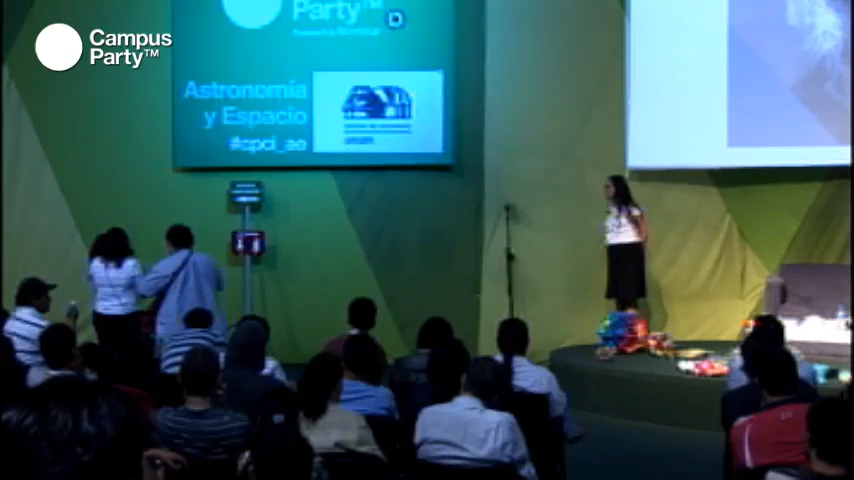 Campus
Party™
Party™
Astronomía
y Espacio
#cpci_ae